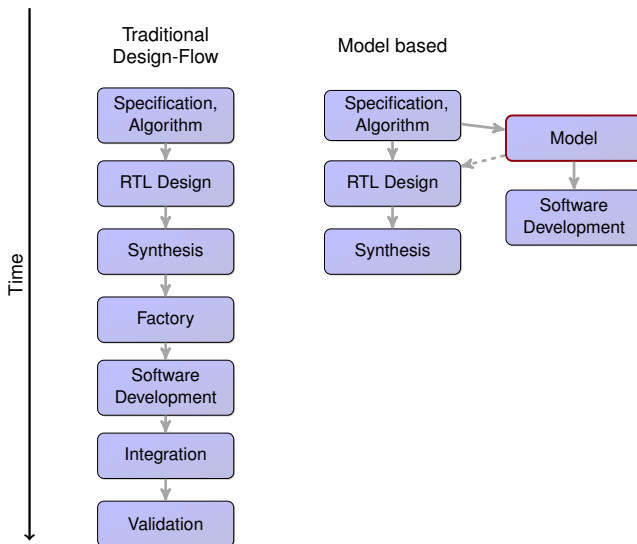 Traditional
Design-Flow
Model based
Specification,
Algorithm
RTL Design
Synthesis
Factory
Software
Development
Integration
Validation
Specification,
Algorithm
RTL Design
Synthesis
Model
Software
Development
Time